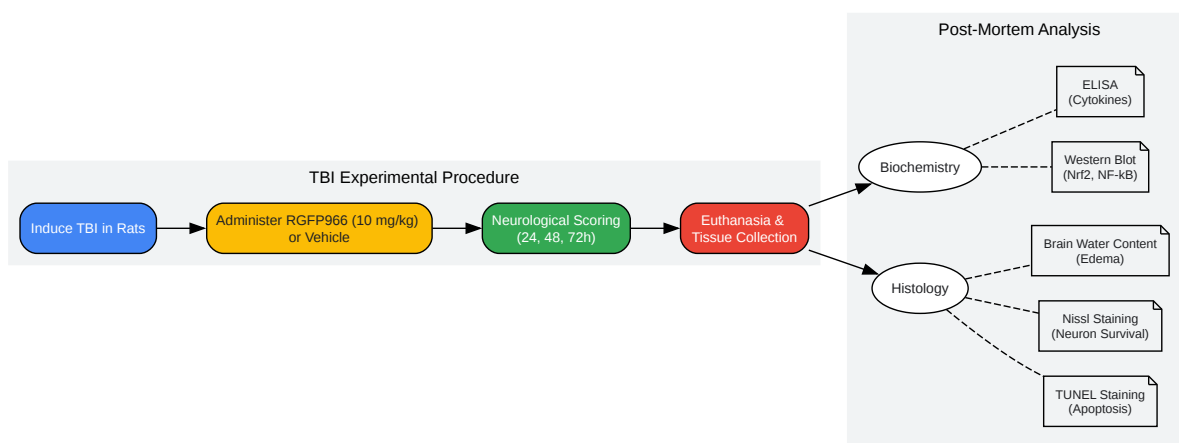 TBI Experimental Procedure
Induce TBI in Rats
Administer RGFP966 (10 mg/kg)
or Vehicle
Neurological Scoring
(24, 48, 72h)
Euthanasia &
Tissue Collection
Post-Mortem Analysis
Biochemistry
ELISA
(Cytokines)
Western Blot
(Nrf2, NF-kB)
Histology
Brain Water Content
(Edema)
Nissl Staining
(Neuron Survival)
TUNEL Staining
(Apoptosis)